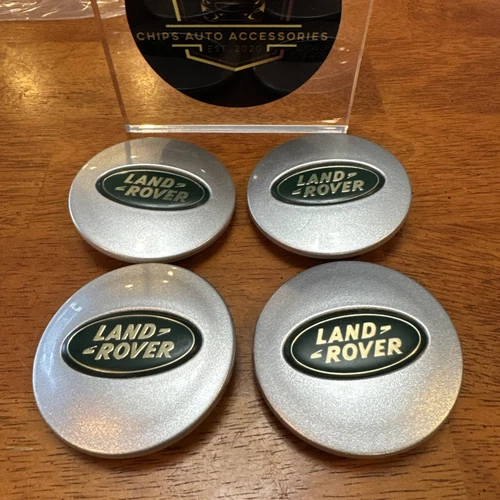 CHIPS AUTO ACCESSORIES
EST. 2020
LAND
ROVER
LAND
ROVER
LAND
ROVER
LAND
ROVER